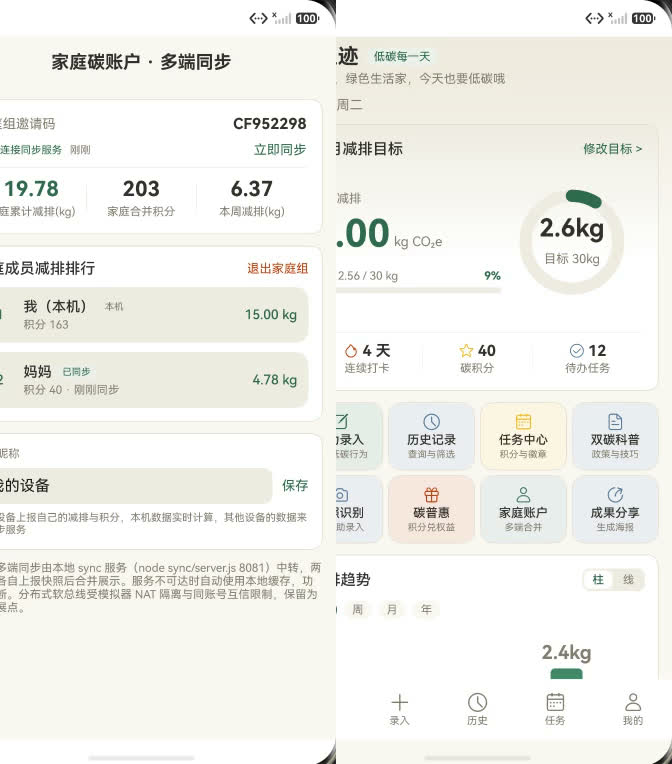 100
家庭碳账户 · 多端同步
庭组邀请码
CF952298
连接同步服务 刚刚
立即同步
19.78
203
6.37
庭累计减排(kg)
家庭合并积分
本周减排(kg)
庭成员减排排行
退出家庭组
我（本机） 本机
积分 163
15.00 kg
2
妈妈 已同步
积分 40 · 刚刚同步
4.78 kg
昵称
的设备
保存
设备上报自己的减排与积分，本机数据实时计算，其他设备的数据来
步服务
多端同步由本地 sync 服务（node sync/server.js 8081）中转，两
各自上报快照后合并展示。服务不可达时自动使用本地缓存，功
断。分布式软总线受模拟器 NAT 隔离与同账号互信限制，保留为
展点。
100
迹 低碳每一天
，绿色生活家，今天也要低碳哦
周二
减排目标
修改目标 >
减排
.00 kg CO₂e
2.56 / 30 kg
9%
2.6kg
目标 30kg
4 天
40
12
连续打卡
碳积分
待办任务
录入
历史记录
任务中心
双碳科普
碳行为
查询与筛选
积分与徽章
政策与技巧
识别
碳普惠
家庭账户
成果分享
助录入
积分兑权益
多端合并
生成海报
趋势
柱
线
周
月
年
2.4kg
录入
历史
任务
我的